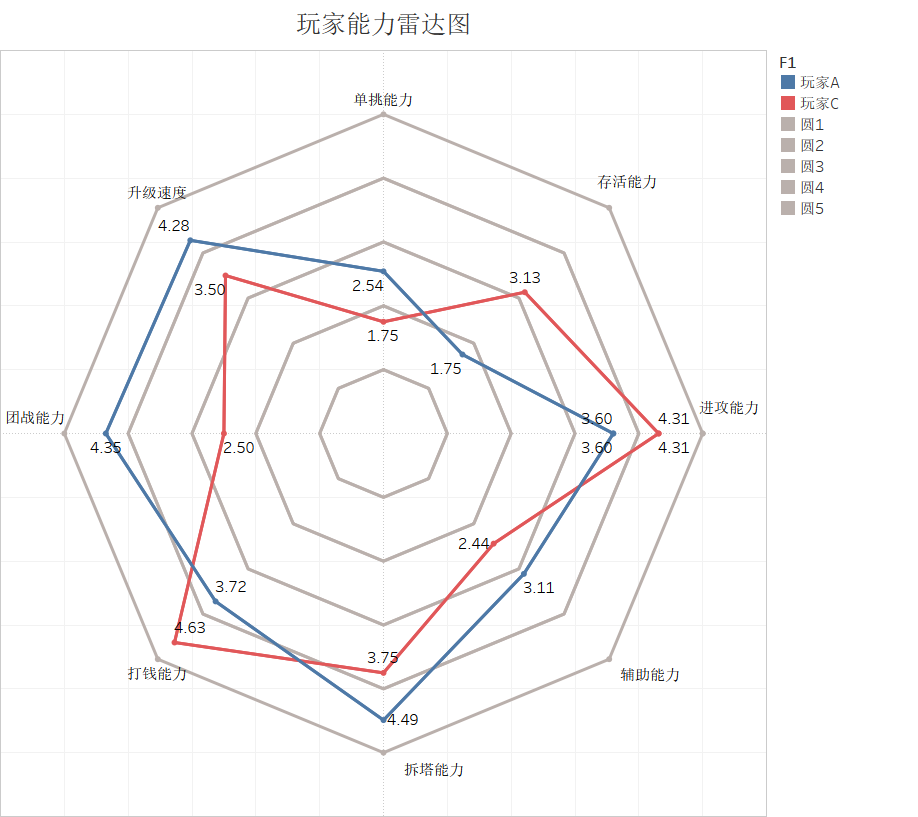 玩家能力雷达图
F1
玩家A
玩家C
圆1
圆2
圆3
圆4
圆5
单挑能力
存活能力
升级速度
4.28
3.13
2.54
3.50
1.75
1.75
进攻能力
团战能力
3.60
4.31
4.35
2.50
3.60
4.31
2.44
3.72
3.11
4.63
3.75
打钱能力
辅助能力
4.49
拆塔能力